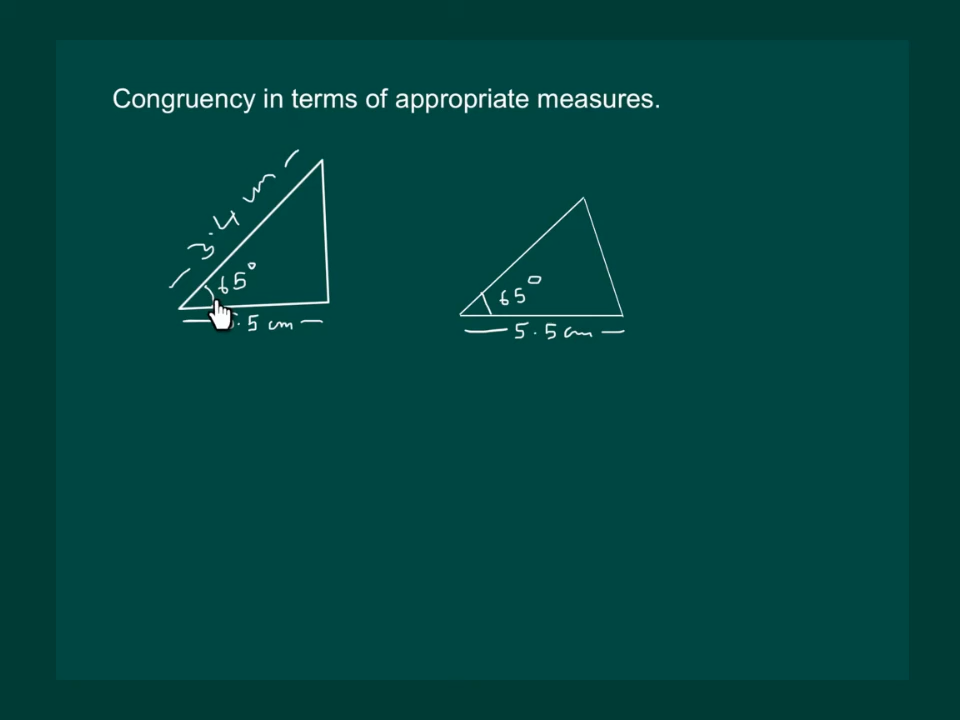 Congruency in terms of appropriate measures.
3.4 cm
65°
.5 cm
65°
5.5 cm